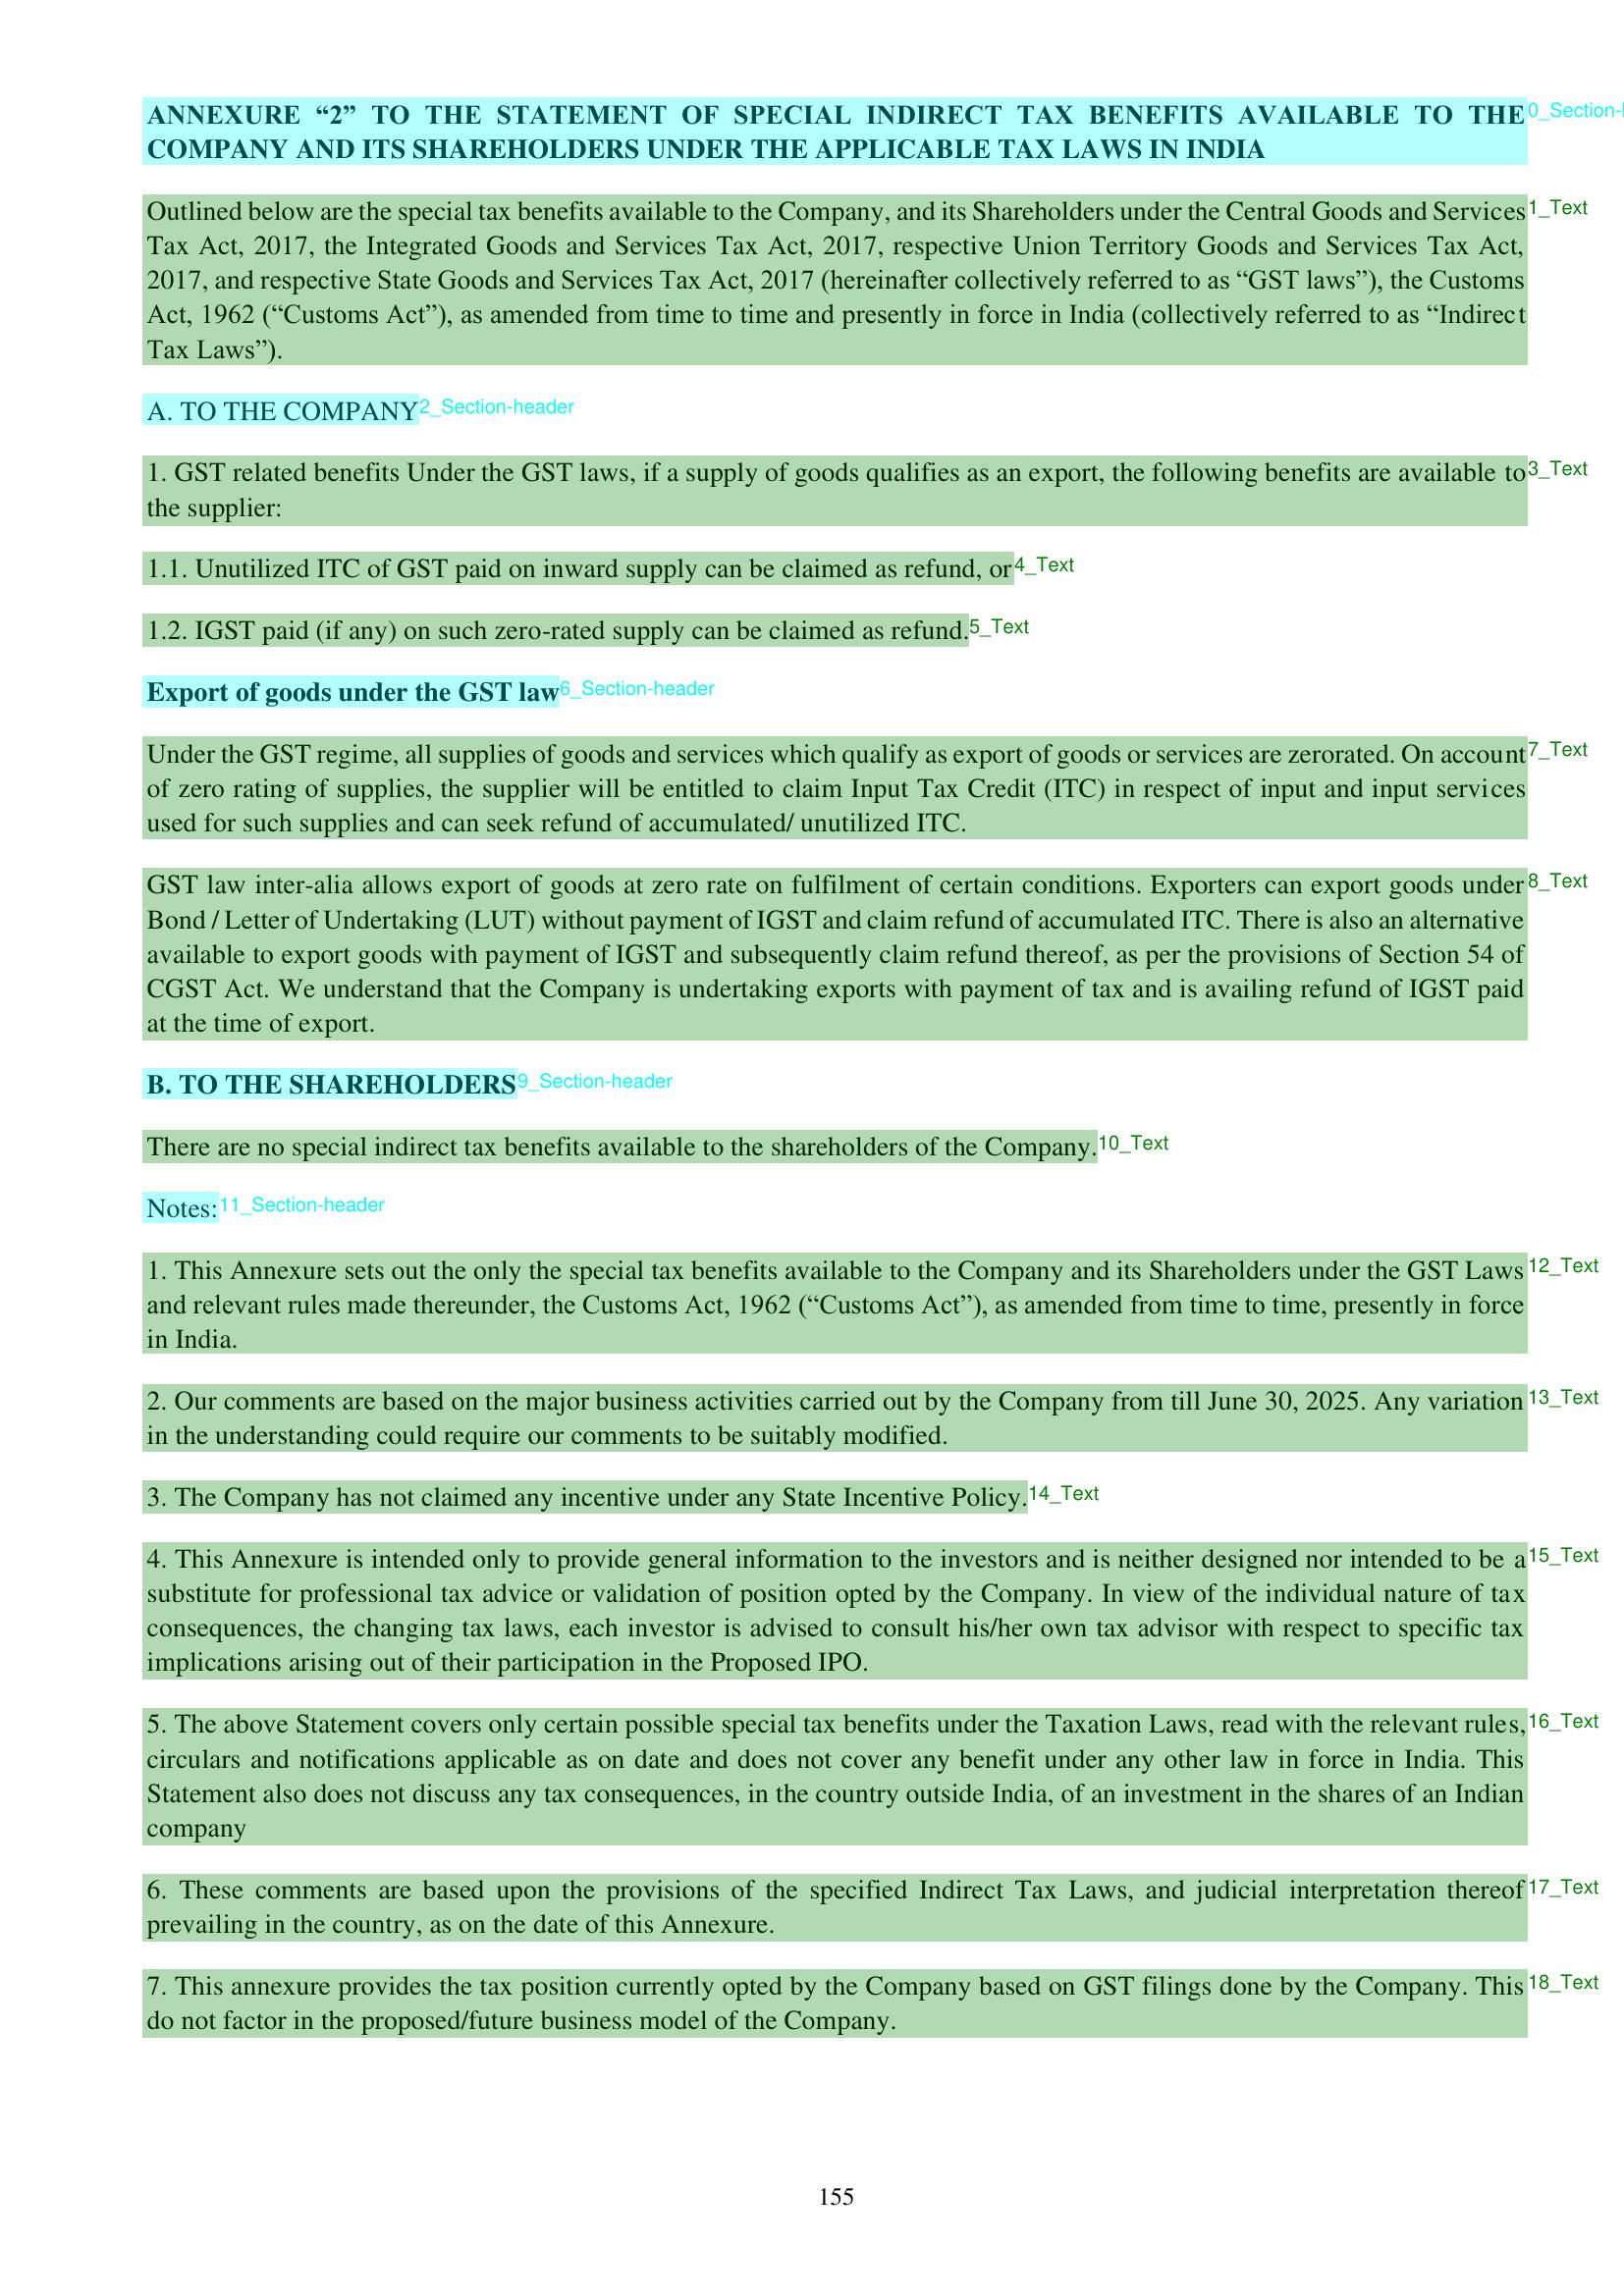 ANNEXURE “2” TO THE STATEMENT OF SPECIAL INDIRECT TAX BENEFITS AVAILABLE TO THE 0_Section-
COMPANY AND ITS SHAREHOLDERS UNDER THE APPLICABLE TAX LAWS IN INDIA
Outlined below are the special tax benefits available to the Company, and its Shareholders under the Central Goods and Services 1_Text
Tax Act, 2017, the Integrated Goods and Services Tax Act, 2017, respective Union Territory Goods and Services Tax Act,
2017, and respective State Goods and Services Tax Act, 2017 (hereinafter collectively referred to as “GST laws”), the Customs
Act, 1962 (“Customs Act”), as amended from time to time and presently in force in India (collectively referred to as “Indirect
Tax Laws”).
A. TO THE COMPANY 2_Section-header
1. GST related benefits Under the GST laws, if a supply of goods qualifies as an export, the following benefits are available to 3_Text
the supplier:
1.1. Unutilized ITC of GST paid on inward supply can be claimed as refund, or 4_Text
1.2. IGST paid (if any) on such zero-rated supply can be claimed as refund. 5_Text
Export of goods under the GST law 6_Section-header
Under the GST regime, all supplies of goods and services which qualify as export of goods or services are zerorated. On account 7_Text
of zero rating of supplies, the supplier will be entitled to claim Input Tax Credit (ITC) in respect of input and input services
used for such supplies and can seek refund of accumulated/ unutilized ITC.
GST law inter-alia allows export of goods at zero rate on fulfilment of certain conditions. Exporters can export goods under 8_Text
Bond / Letter of Undertaking (LUT) without payment of IGST and claim refund of accumulated ITC. There is also an alternative
available to export goods with payment of IGST and subsequently claim refund thereof, as per the provisions of Section 54 of
CGST Act. We understand that the Company is undertaking exports with payment of tax and is availing refund of IGST paid
at the time of export.
B. TO THE SHAREHOLDERS 9_Section-header
There are no special indirect tax benefits available to the shareholders of the Company. 10_Text
Notes: 11_Section-header
1. This Annexure sets out the only the special tax benefits available to the Company and its Shareholders under the GST Laws 12_Text
and relevant rules made thereunder, the Customs Act, 1962 (“Customs Act”), as amended from time to time, presently in force
in India.
2. Our comments are based on the major business activities carried out by the Company from till June 30, 2025. Any variation 13_Text
in the understanding could require our comments to be suitably modified.
3. The Company has not claimed any incentive under any State Incentive Policy. 14_Text
4. This Annexure is intended only to provide general information to the investors and is neither designed nor intended to be a 15_Text
substitute for professional tax advice or validation of position opted by the Company. In view of the individual nature of tax
consequences, the changing tax laws, each investor is advised to consult his/her own tax advisor with respect to specific tax
implications arising out of their participation in the Proposed IPO.
5. The above Statement covers only certain possible special tax benefits under the Taxation Laws, read with the relevant rules, 16_Text
circulars and notifications applicable as on date and does not cover any benefit under any other law in force in India. This
Statement also does not discuss any tax consequences, in the country outside India, of an investment in the shares of an Indian
company
6. These comments are based upon the provisions of the specified Indirect Tax Laws, and judicial interpretation thereof 17_Text
prevailing in the country, as on the date of this Annexure.
7. This annexure provides the tax position currently opted by the Company based on GST filings done by the Company. This 18_Text
do not factor in the proposed/future business model of the Company.
155